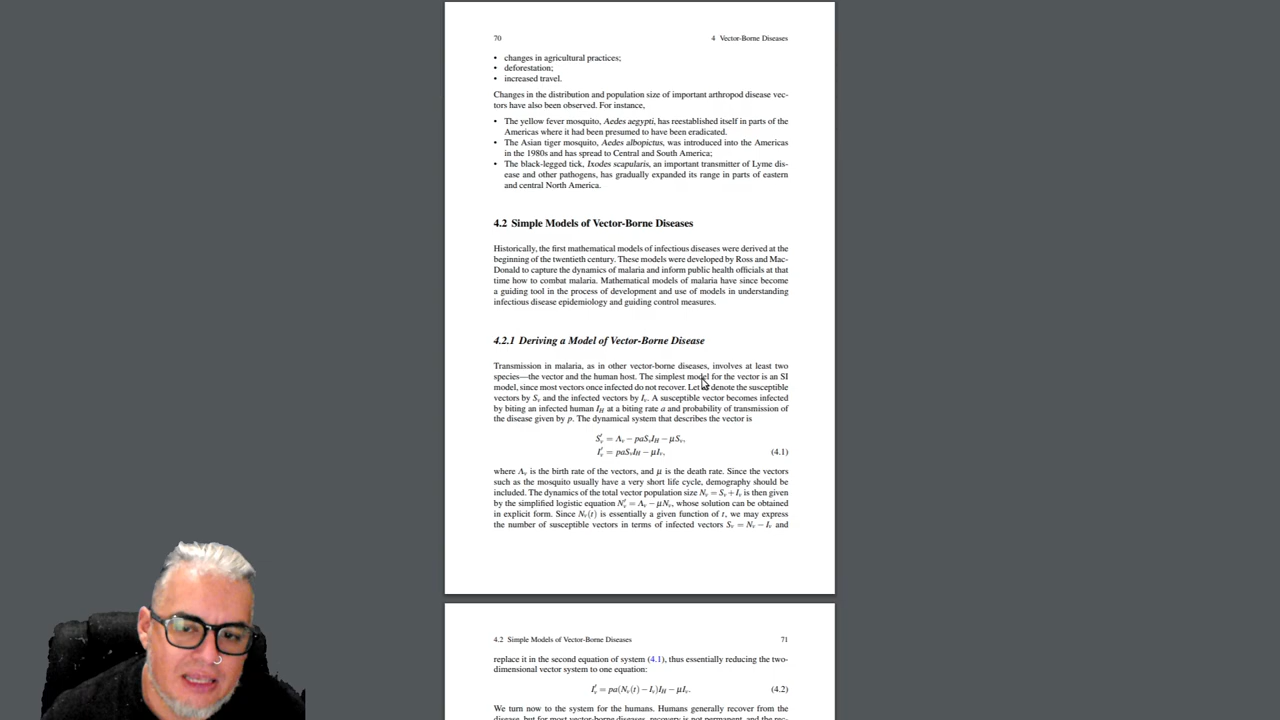 70
4 Vector-Borne Diseases
• changes in agricultural practices;
• deforestation;
• increased travel.
Changes in the distribution and population size of important arthropod disease vec-
tors have also been observed. For instance,
• The yellow fever mosquito, Aedes aegypti, has reestablished itself in parts of the
Americas where it had been presumed to have been eradicated.
• The Asian tiger mosquito, Aedes albopictus, was introduced into the Americas
in the 1980s and has spread to Central and South America;
• The black-legged tick, Ixodes scapularis, an important transmitter of Lyme dis-
ease and other pathogens, has gradually expanded its range in parts of eastern
and central North America.
4.2 Simple Models of Vector-Borne Diseases
Historically, the first mathematical models of infectious diseases were derived at the
beginning of the twentieth century. These models were developed by Ross and Mac-
Donald to capture the dynamics of malaria and inform public health officials at that
time how to combat malaria. Mathematical models of malaria have since become
a guiding tool in the process of development and use of models in understanding
infectious disease epidemiology and guiding control measures.
4.2.1 Deriving a Model of Vector-Borne Disease
Transmission in malaria, as in other vector-borne diseases, involves at least two
species—the vector and the human host. The simplest model for the vector is an SI
model, since most vectors once infected do not recover. Let denote the susceptible
vectors by Sᵥ and the infected vectors by Iᵥ. A susceptible vector becomes infected
by biting an infected human I_H at a biting rate a and probability of transmission of
the disease given by p. The dynamical system that describes the vector is
S′ᵥ = Λᵥ − paSᵥI_H − μSᵥ,
I′ᵥ = paSᵥI_H − μIᵥ, (4.1)
where Λᵥ is the birth rate of the vectors, and μ is the death rate. Since the vectors
such as the mosquito usually have a very short life cycle, demography should be
included. The dynamics of the total vector population size Nᵥ = Sᵥ + Iᵥ is then given
by the simplified logistic equation N′ᵥ = Λᵥ − μNᵥ, whose solution can be obtained
in explicit form. Since Nᵥ(t) is essentially a given function of t, we may express
the number of susceptible vectors in terms of infected vectors Sᵥ = Nᵥ − Iᵥ and
4.2 Simple Models of Vector-Borne Diseases
71
replace it in the second equation of system (4.1), thus essentially reducing the two-
dimensional vector system to one equation:
I′ᵥ = pa(Nᵥ(t) − Iᵥ)I_H − μIᵥ. (4.2)
We turn now to the system for the humans. Humans generally recover from the
disease, but for most vector-borne diseases, recovery is not permanent, and the rec-